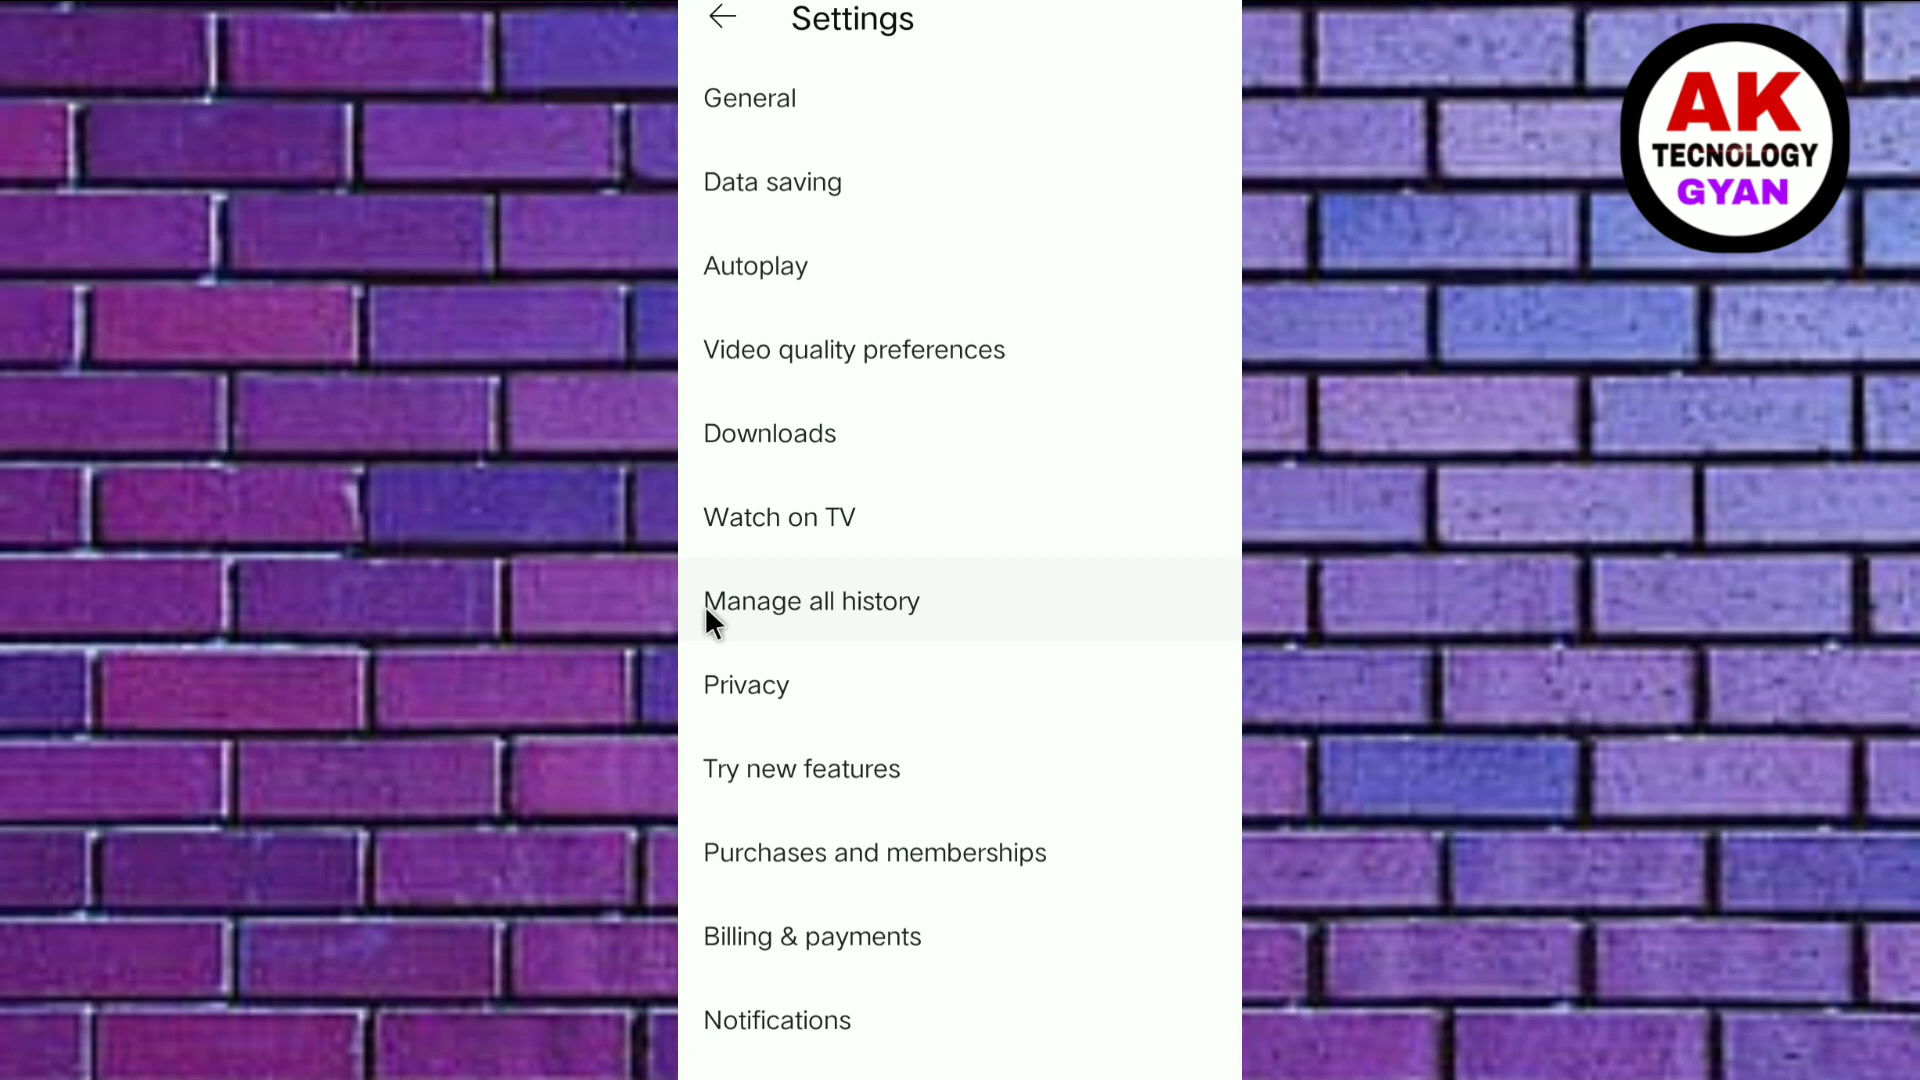 Settings
General
Data saving
Autoplay
Video quality preferences
Downloads
Watch on TV
Manage all history
Privacy
Try new features
Purchases and memberships
Billing & payments
Notifications
AK
TECNOLOGY
GYAN